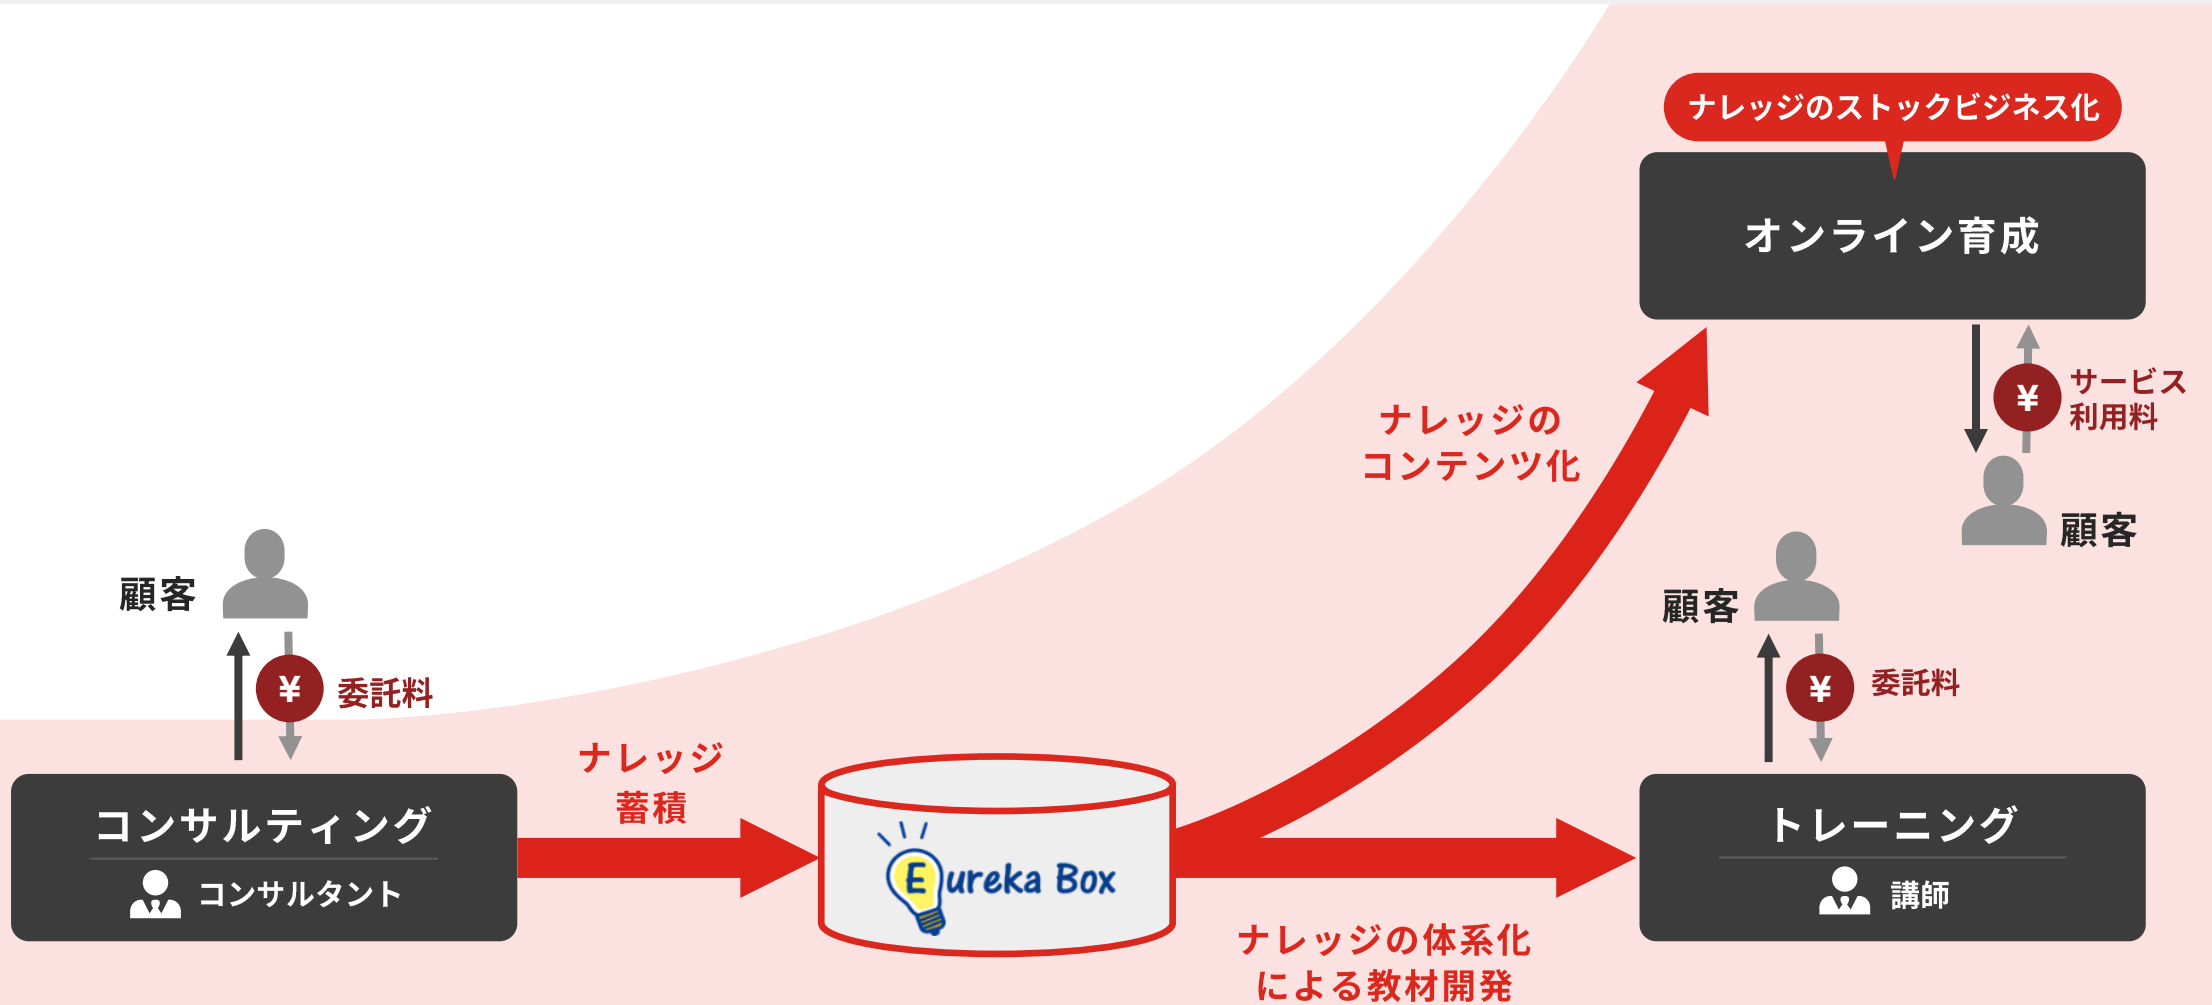 ナレッジのストックビジネス化
オンライン育成
¥
サービス
利用料
顧客
ナレッジの
コンテンツ化
顧客
¥
委託料
顧客
¥
委託料
コンサルティング
コンサルタント
ナレッジ
蓄積
Eureka Box
トレーニング
講師
ナレッジの体系化
による教材開発